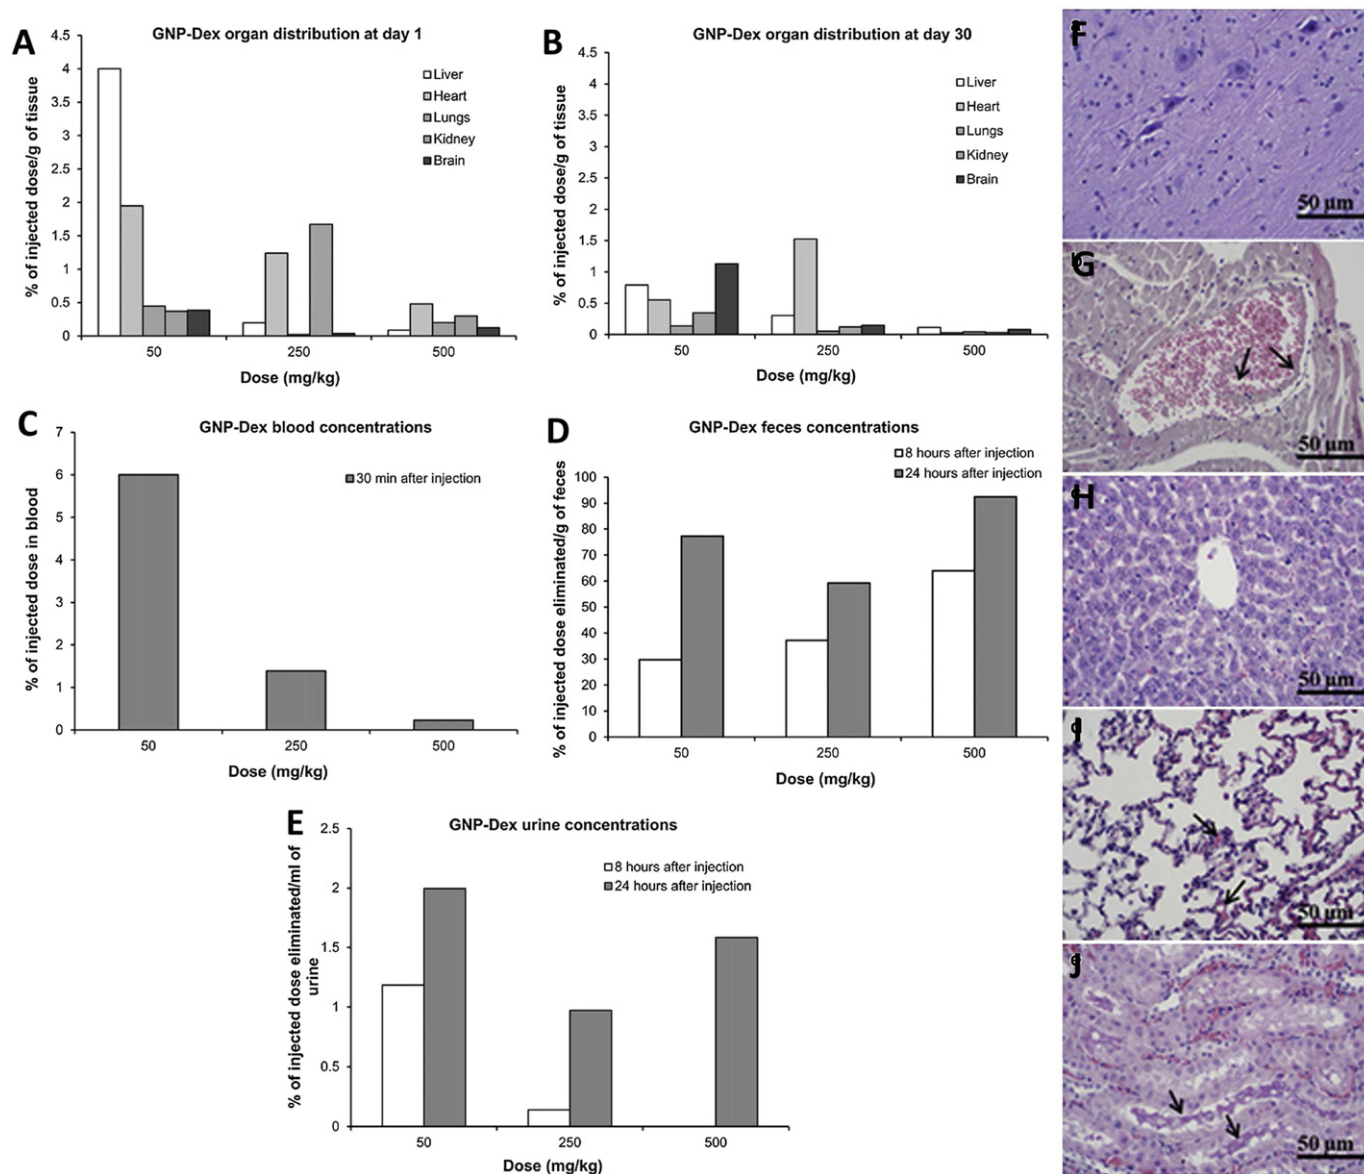 A
GNP-Dex organ distribution at day 1
% of injected dose/g of tissue
4.5
4
3.5
3
2.5
2
1.5
1
0.5
0
Liver
Heart
Lungs
Kidney
Brain
50 250 500
Dose (mg/kg)
B
GNP-Dex organ distribution at day 30
% of injected dose/g of tissue
4.5
4
3.5
3
2.5
2
1.5
1
0.5
0
Liver
Heart
Lungs
Kidney
Brain
50 250 500
Dose (mg/kg)
C
GNP-Dex blood concentrations
% of injected dose in blood
7
6
5
4
3
2
1
0
30 min after injection
50 250 500
Dose (mg/kg)
D
GNP-Dex feces concentrations
% of injected dose eliminated/g of feces
8 hours after injection
24 hours after injection
100
90
80
70
60
50
40
30
20
10
0
50 250 500
Dose (mg/kg)
E
GNP-Dex urine concentrations
% of injected dose eliminated/ml of
urine
2.5
2
1.5
1
0.5
0
8 hours after injection
24 hours after injection
50 250 500
Dose (mg/kg)
F
50 µm
G
50 µm
H
50 µm
I
50 µm
J
50 µm